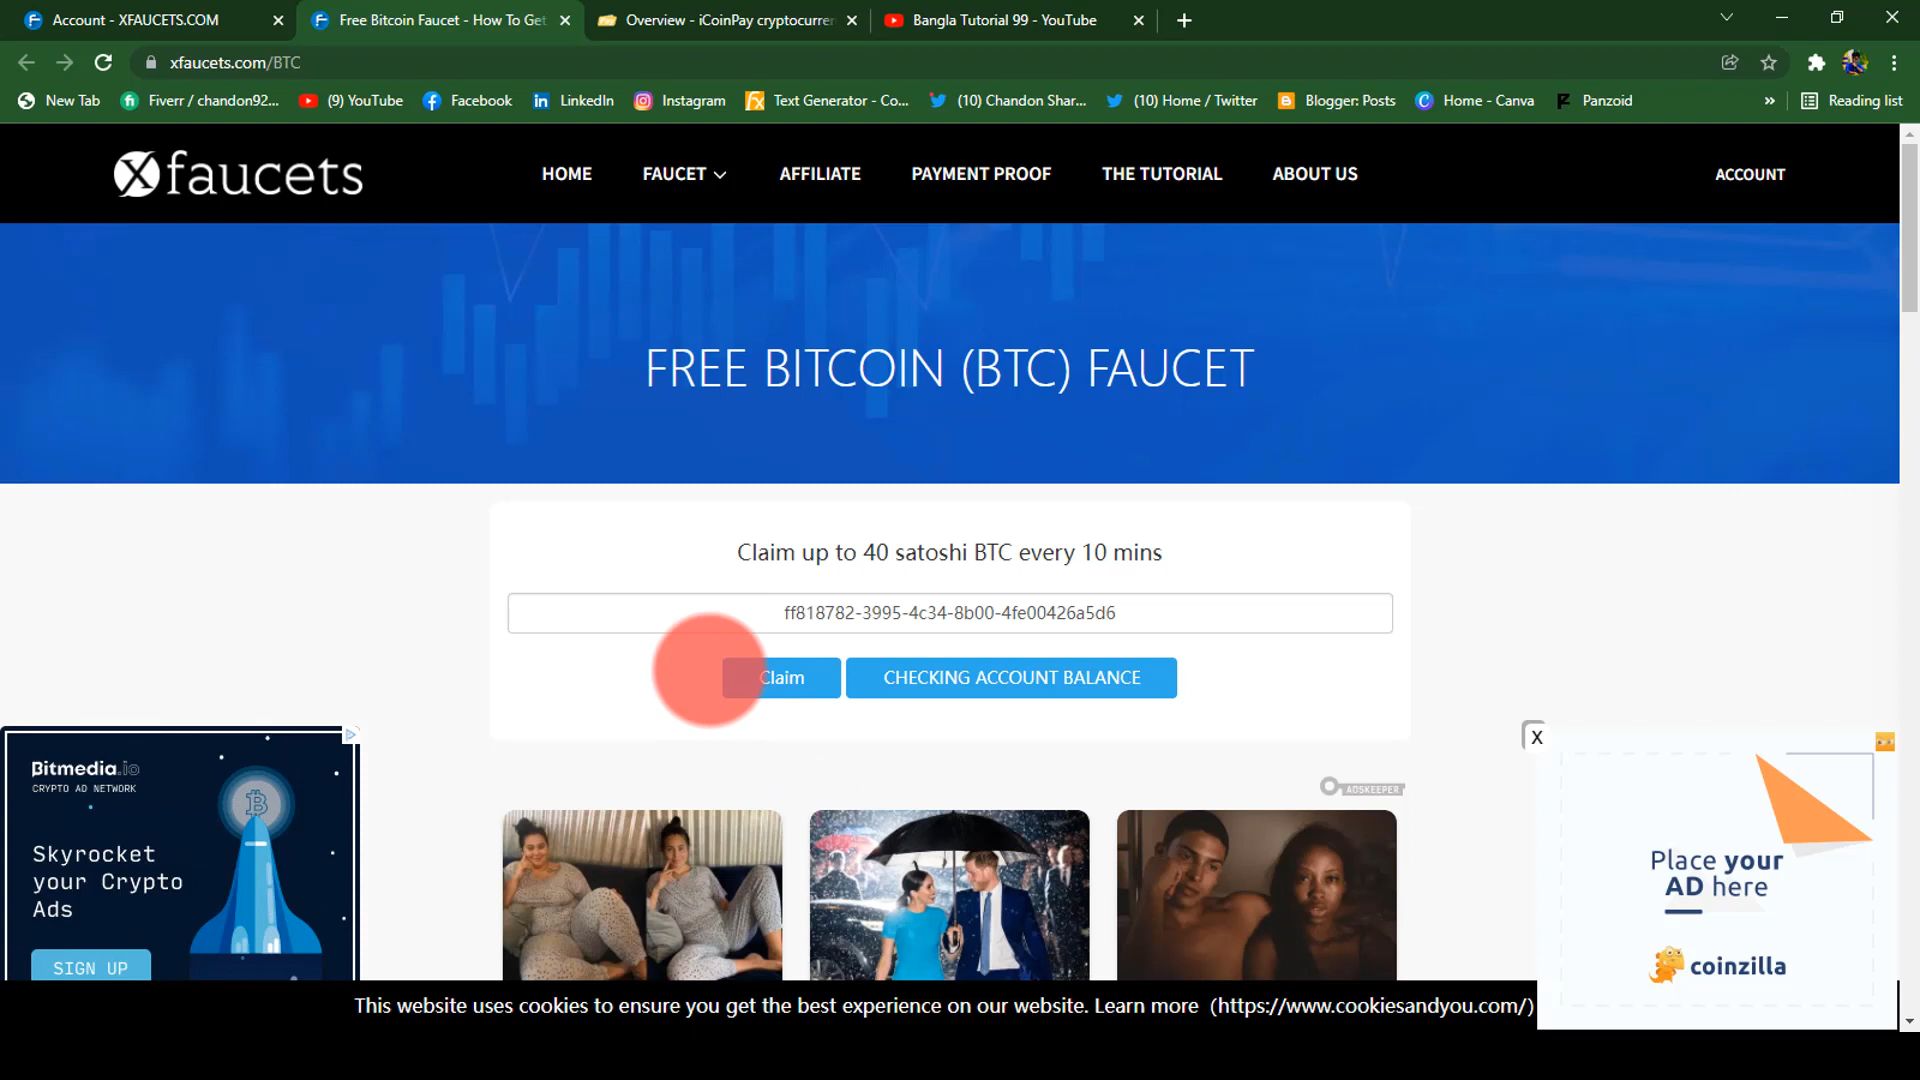 Account - XFAUCETS.COM
Free Bitcoin Faucet - How To Get
Overview - iCoinPay cryptocurren
Bangla Tutorial 99 - YouTube
xfaucets.com/BTC
New Tab
Fiverr / chandon92...
(9) YouTube
Facebook
LinkedIn
Instagram
Text Generator - Co...
(10) Chandon Shar...
(10) Home / Twitter
Blogger: Posts
Home - Canva
Panzoid
Reading list
xfaucets
HOME
FAUCET
AFFILIATE
PAYMENT PROOF
THE TUTORIAL
ABOUT US
ACCOUNT
FREE BITCOIN (BTC) FAUCET
Claim up to 40 satoshi BTC every 10 mins
ff818782-3995-4c34-8b00-4fe00426a5d6
Claim
CHECKING ACCOUNT BALANCE
Bitmedia.io
CRYPTO AD NETWORK
Skyrocket
your Crypto
Ads
SIGN UP
ADSKEEPER
X
Place your
AD here
coinzilla
This website uses cookies to ensure you get the best experience on our website. Learn more (https://www.cookiesandyou.com/)